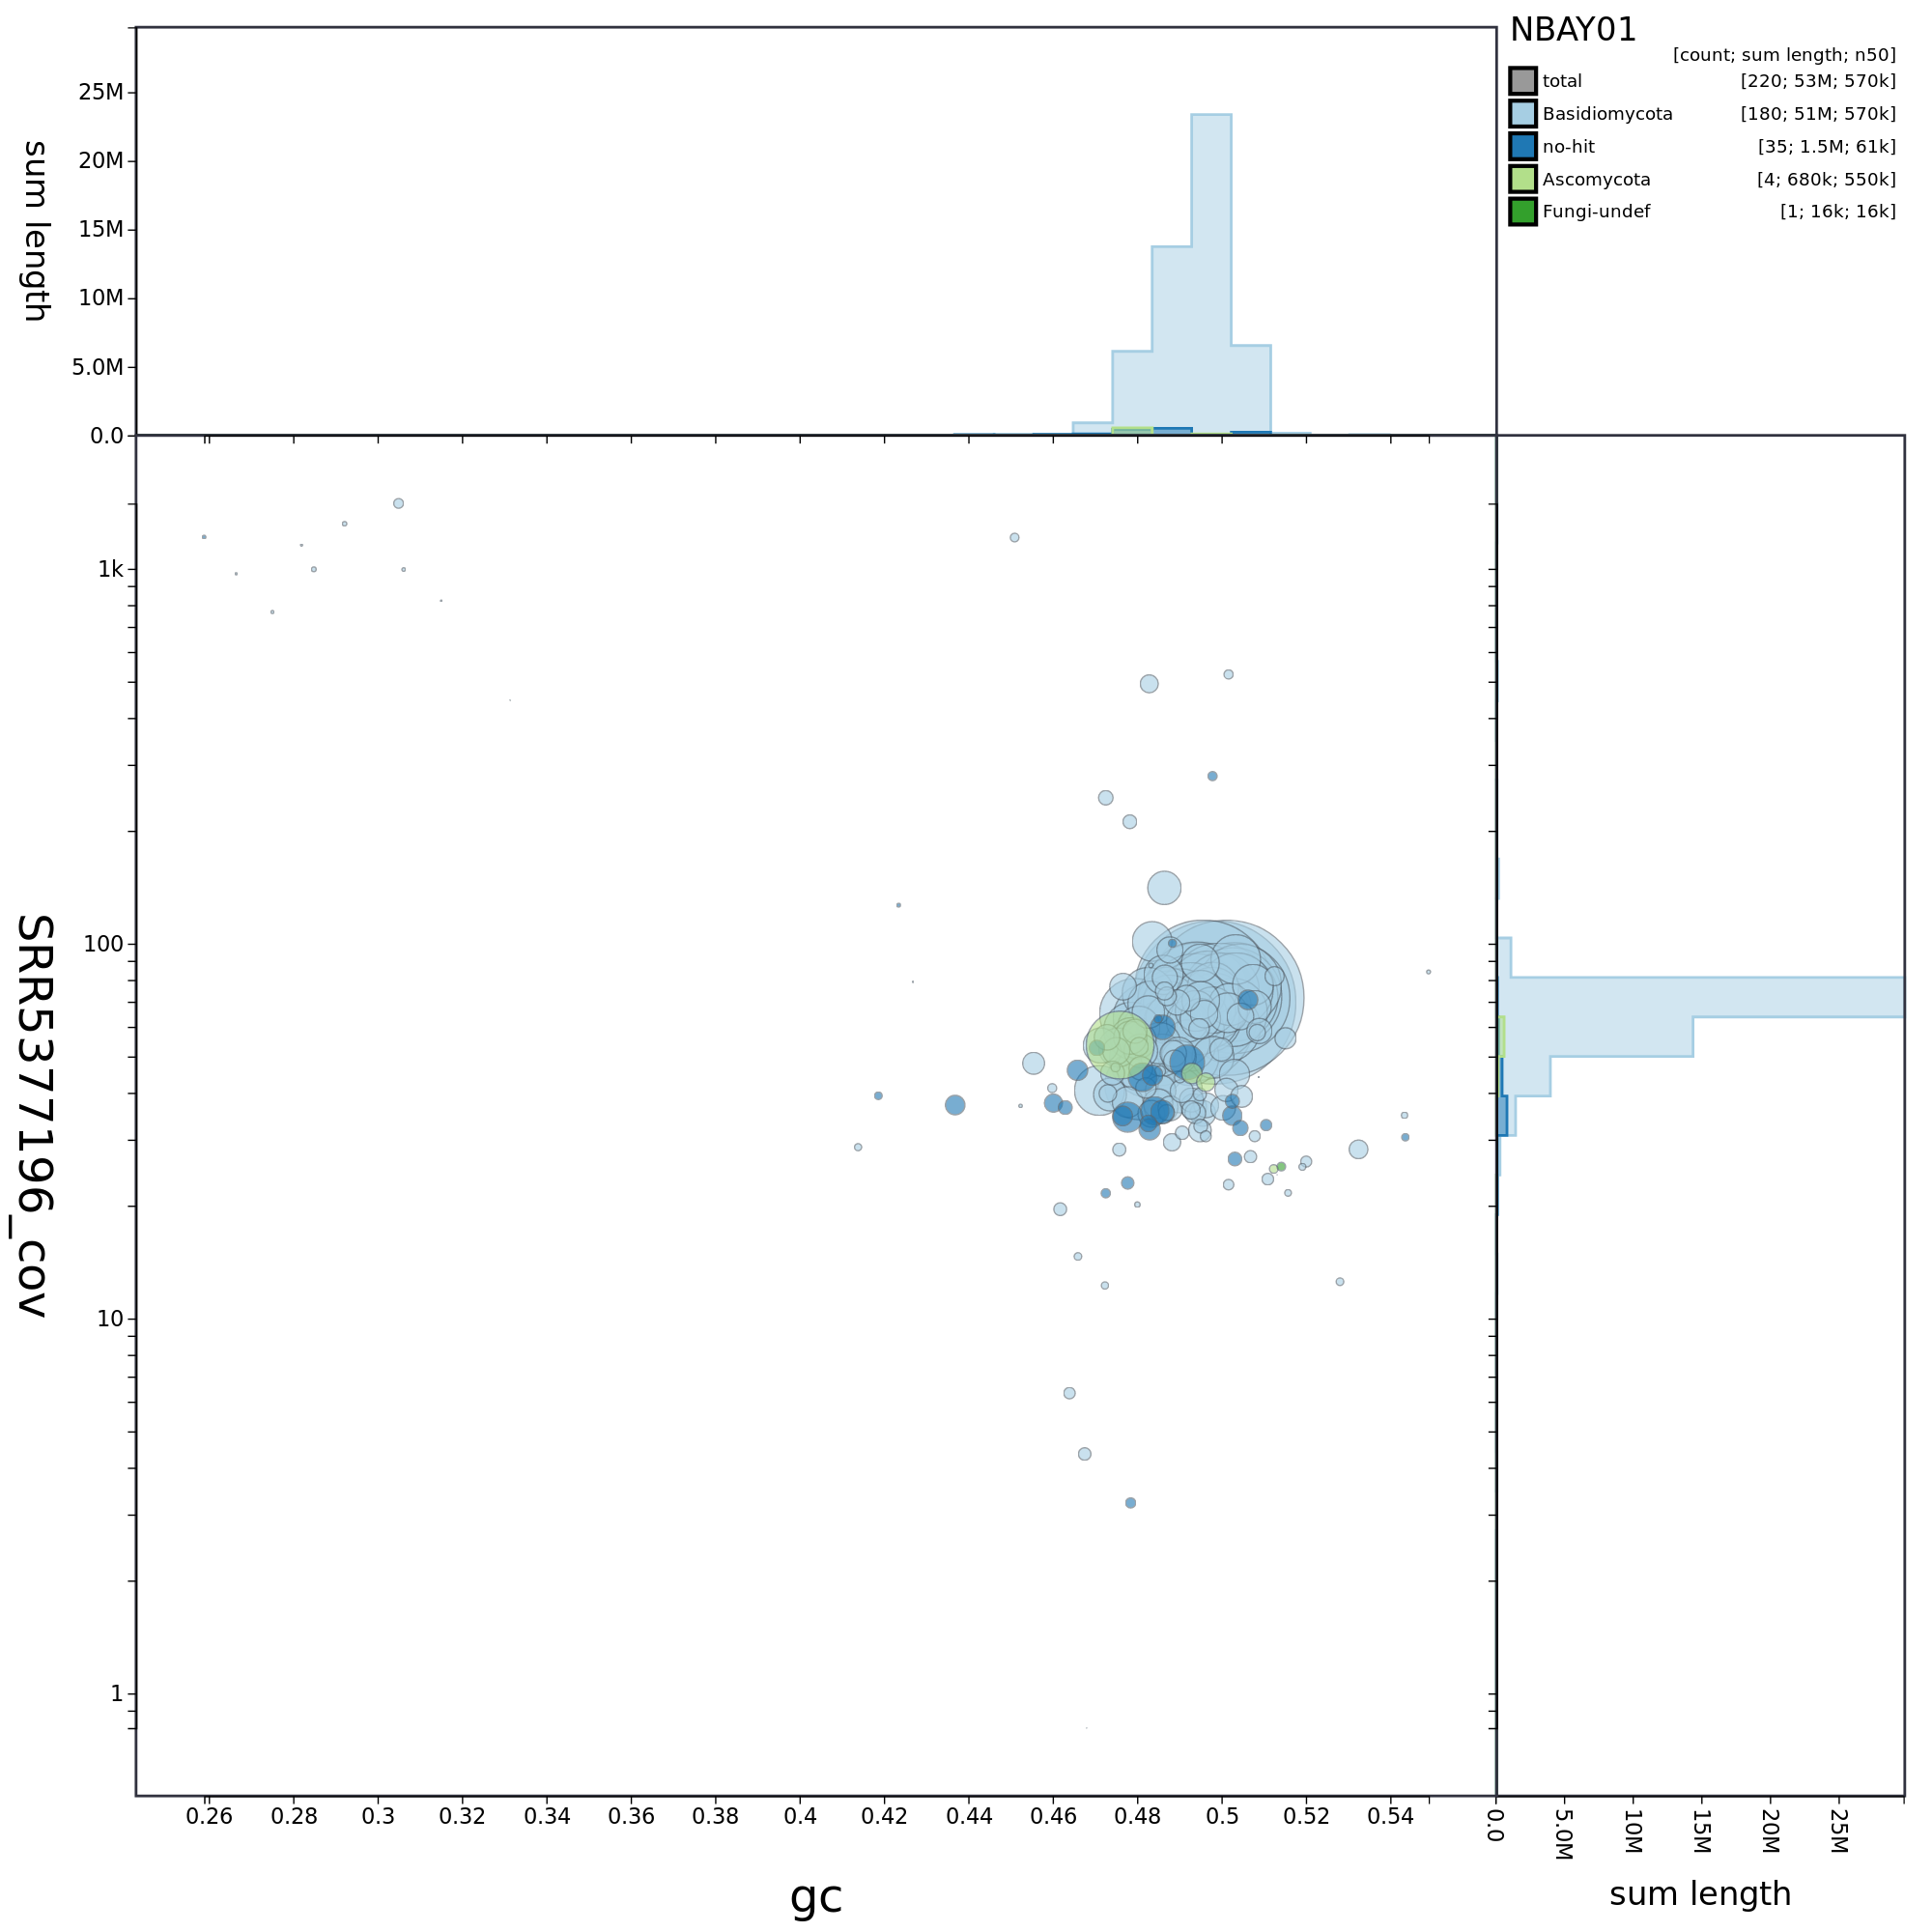 NBAY01
[count; sum length; n50]
total [220; 53M; 570k]
Basidiomycota [180; 51M; 570k]
no-hit [35; 1.5M; 61k]
Ascomycota [4; 680k; 550k]
Fungi-undef [1; 16k; 16k]
sum length
25M
20M
15M
10M
5.0M
0.0
SRR5377196_cov
1k
100
10
1
0.26 0.28 0.3 0.32 0.34 0.36 0.38 0.4 0.42 0.44 0.46 0.48 0.5 0.52 0.54
gc
0.0 5.0M 10M 15M 20M 25M
sum length